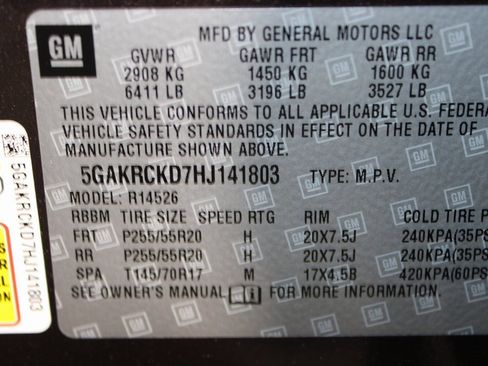 GM
MFD BY GENERAL MOTORS LLC
GVWR GAWR FRT GAWR RR
2908 KG 1450 KG 1600 KG
6411 LB 3196 LB 3527 LB
THIS VEHICLE CONFORMS TO ALL APPLICABLE U.S. FEDERA
VEHICLE SAFETY STANDARDS IN EFFECT ON THE DATE O
MANUFACTURE SHOWN ABOVE.
5GAKRCKD7HJ141803 TYPE: M.P.V.
MODEL: R14526
RBBM TIRE SIZE SPEED RTG RIM COLD TIRE P
FRT P255/55R20 H 20X7.5J 240KPA(35PS
RR P255/55R20 H 20X7.5J 240KPA(35PS
SPA T145/70R17 M 17X4.5B 420KPA(60PS
SEE OWNER'S MANUAL FOR MORE INFORMATION.
5GAKRCKD7HJ141803